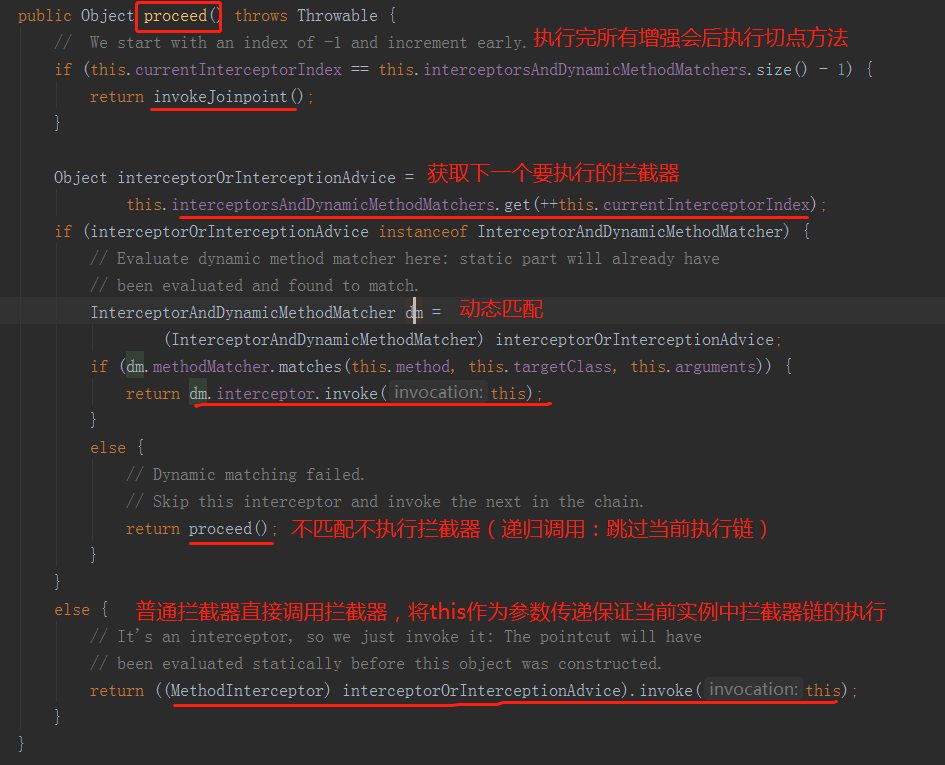 public Object proceed() throws Throwable {
// We start with an index of -1 and increment early. 执行完所有增强会后执行切点方法
if (this.currentInterceptorIndex == this.interceptorsAndDynamicMethodMatchers.size() - 1) {
return invokeJoinpoint();
}
Object interceptorOrInterceptionAdvice = 获取下一个要执行的拦截器
this.interceptorsAndDynamicMethodMatchers.get(++this.currentInterceptorIndex);
if (interceptorOrInterceptionAdvice instanceof InterceptorAndDynamicMethodMatcher) {
// Evaluate dynamic method matcher here: static part will already have
// been evaluated and found to match.
InterceptorAndDynamicMethodMatcher dm = 动态匹配
(InterceptorAndDynamicMethodMatcher) interceptorOrInterceptionAdvice;
if (dm.methodMatcher.matches(this.method, this.targetClass, this.arguments)) {
return dm.interceptor.invoke( invocation: this);
}
else {
// Dynamic matching failed.
// Skip this interceptor and invoke the next in the chain.
return proceed(); 不匹配不执行拦截器（递归调用：跳过当前执行链）
}
}
else { 普通拦截器直接调用拦截器，将this作为参数传递保证当前实例中拦截器链的执行
// It's an interceptor, so we just invoke it: The pointcut will have
// been evaluated statically before this object was constructed.
return ((MethodInterceptor) interceptorOrInterceptionAdvice).invoke( invocation: this);
}
}